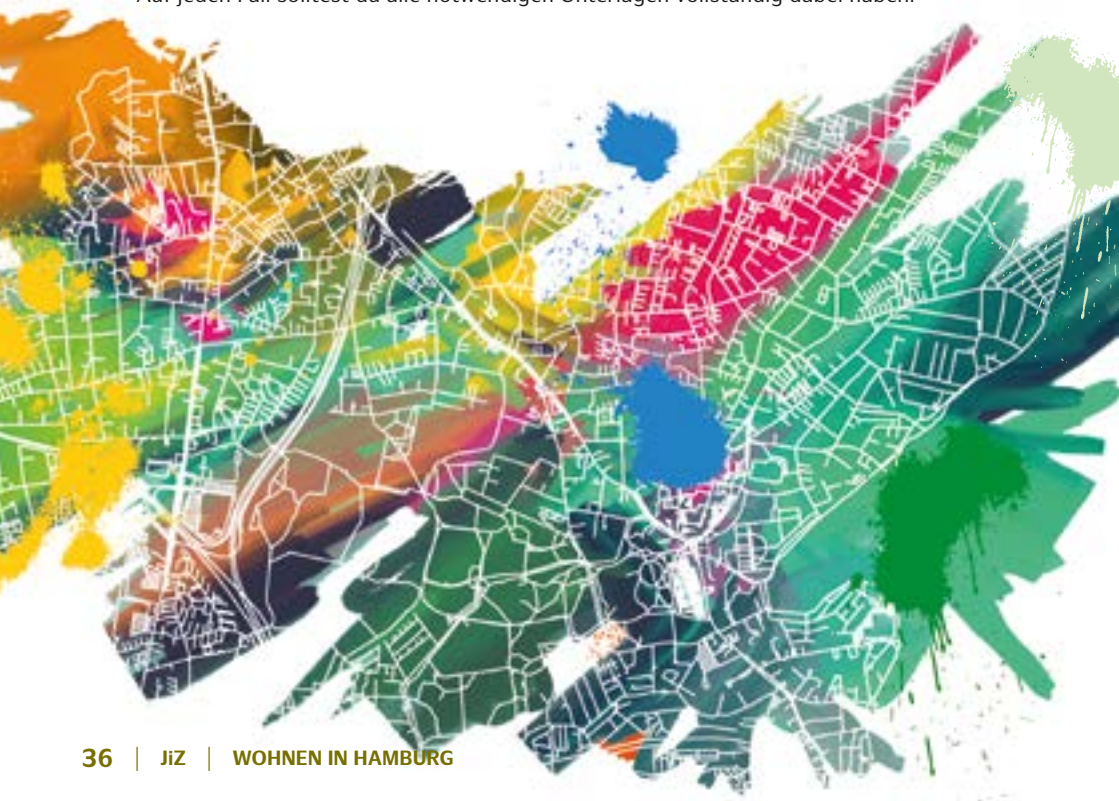 Auf jeden Fall solltest du alle notwendigen Unterlagen vollständig dabei haben.
36 | JiZ | WOHNEN IN HAMBURG